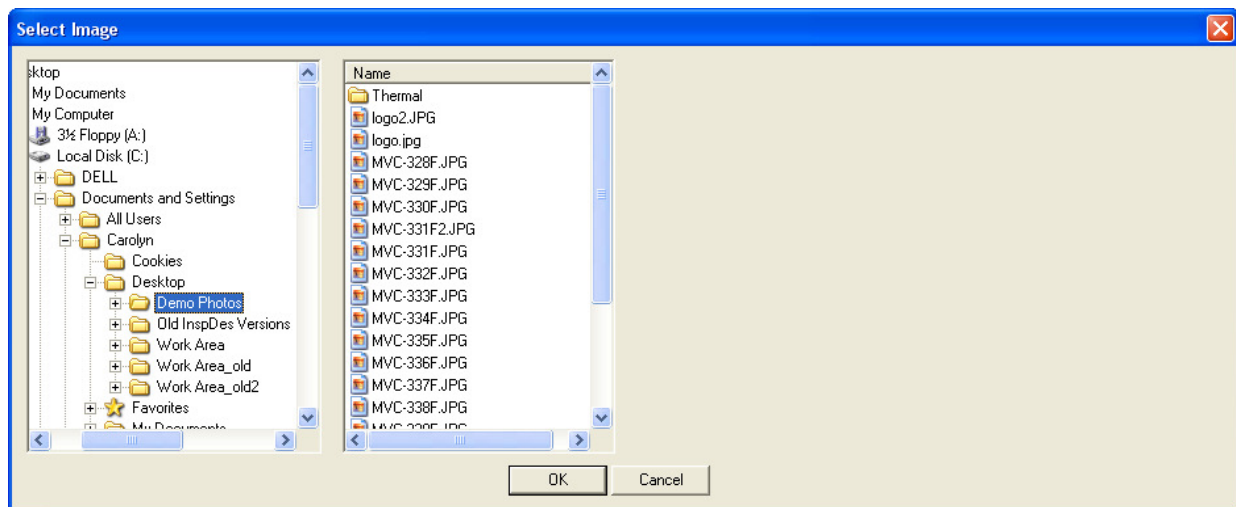 Select Image
sktop
My Documents
My Computer
3½ Floppy (A:)
Local Disk (C:)
DELL
Documents and Settings
All Users
Carolyn
Cookies
Desktop
Demo Photos
Old InspDes Versions
Work Area
Work Area_old
Work Area_old2
Favorites
My Documents
Name
Thermal
logo2.JPG
logo.jpg
MVC-328F.JPG
MVC-329F.JPG
MVC-330F.JPG
MVC-331F2.JPG
MVC-331F.JPG
MVC-332F.JPG
MVC-333F.JPG
MVC-334F.JPG
MVC-335F.JPG
MVC-336F.JPG
MVC-337F.JPG
MVC-338F.JPG
OK
Cancel